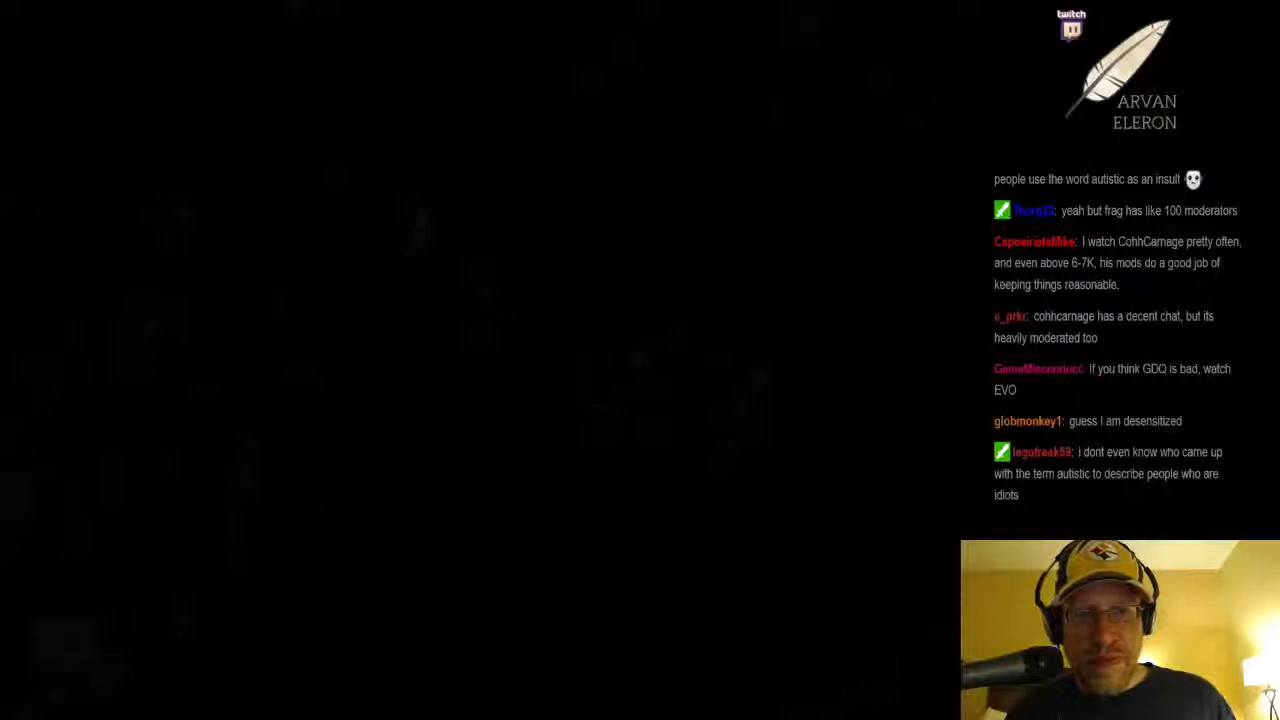 twitch
ARVAN
ELERON
people use the word autistic as an insult
Thorg23: yeah but frag has like 100 moderators
CapoeiristaMike: I watch CohhCarnage pretty often,
and even above 6-7K, his mods do a good job of
keeping things reasonable.
e_prkr: cohhcarnage has a decent chat, but its
heavily moderated too
GameMisconduct: If you think GDQ is bad, watch
EVO
globmonkey1: guess I am desensitized
legofreak59: i dont even know who came up
with the term autistic to describe people who are
idiots